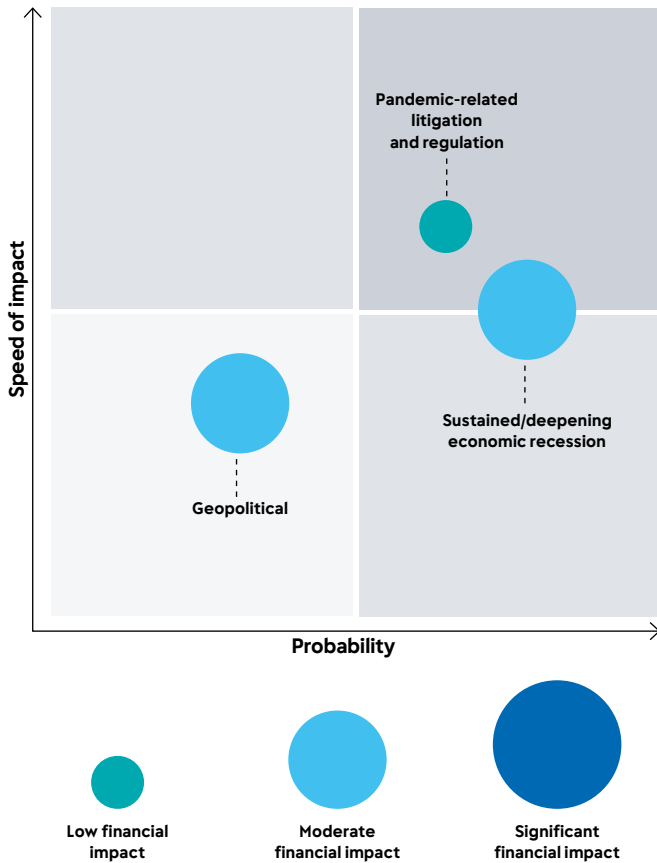 Pandemic-related
litigation
and regulation
Speed of impact
Sustained/deepening
economic recession
Geopolitical
Probability
Low financial
impact
Moderate
financial impact
Significant
financial impact